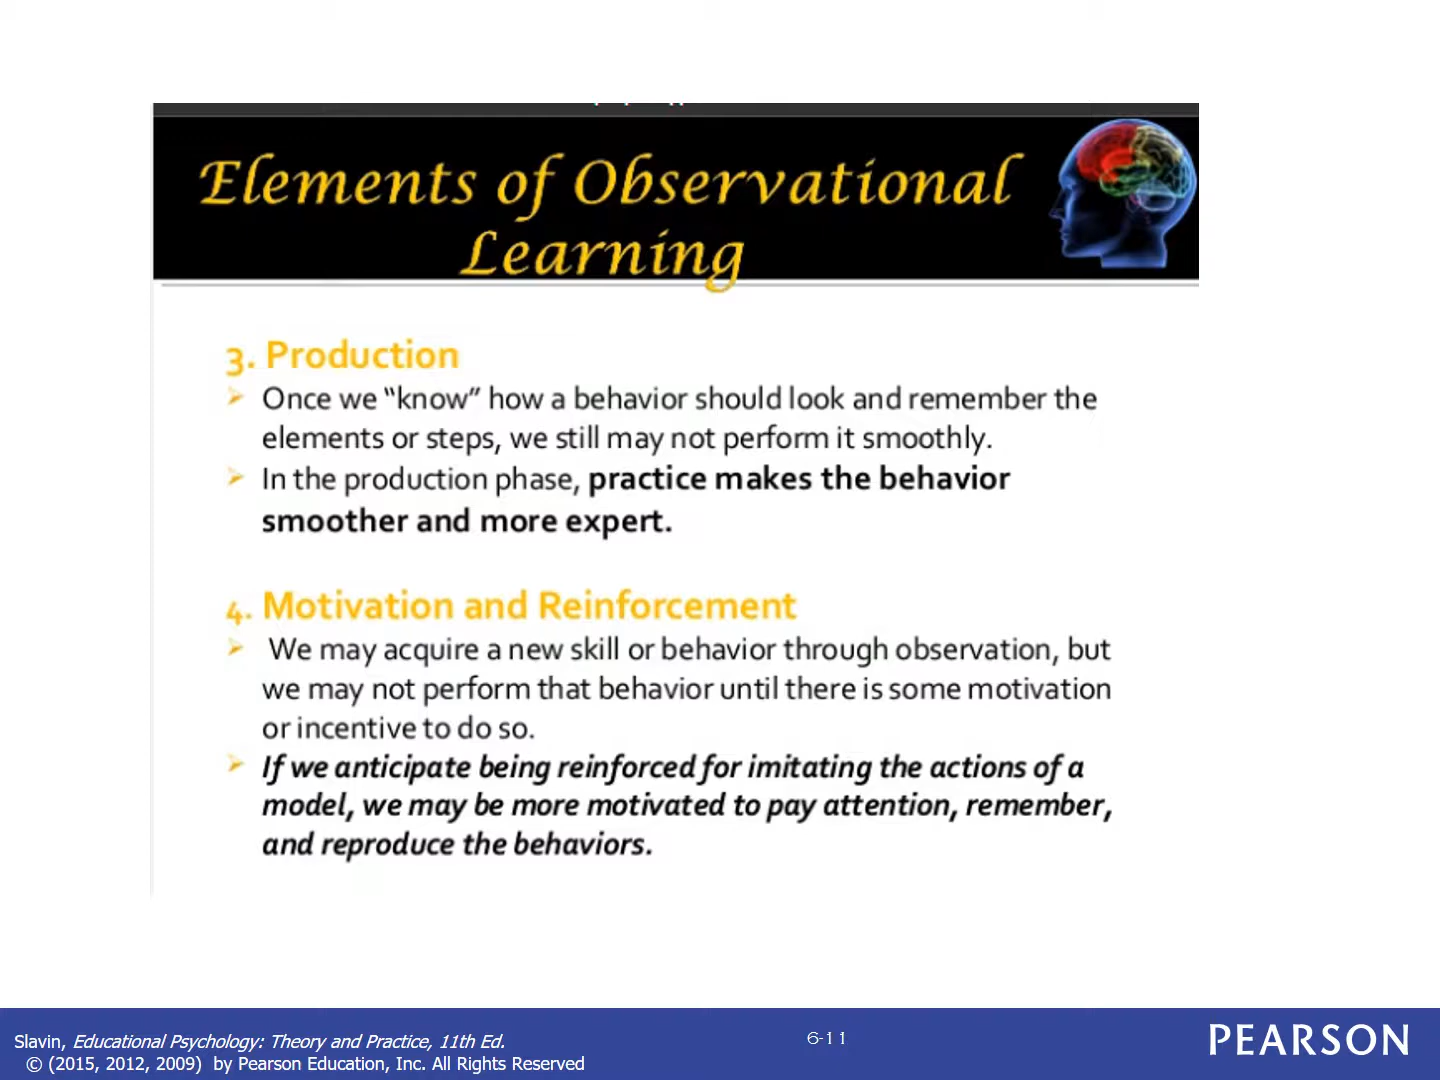 Elements of Observational
Learning
3. Production
➢ Once we “know” how a behavior should look and remember the
elements or steps, we still may not perform it smoothly.
➢ In the production phase, practice makes the behavior
smoother and more expert.
4. Motivation and Reinforcement
➢ We may acquire a new skill or behavior through observation, but
we may not perform that behavior until there is some motivation
or incentive to do so.
➢ If we anticipate being reinforced for imitating the actions of a
model, we may be more motivated to pay attention, remember,
and reproduce the behaviors.
Slavin, Educational Psychology: Theory and Practice, 11th Ed.
© (2015, 2012, 2009) by Pearson Education, Inc. All Rights Reserved
6-11
PEARSON